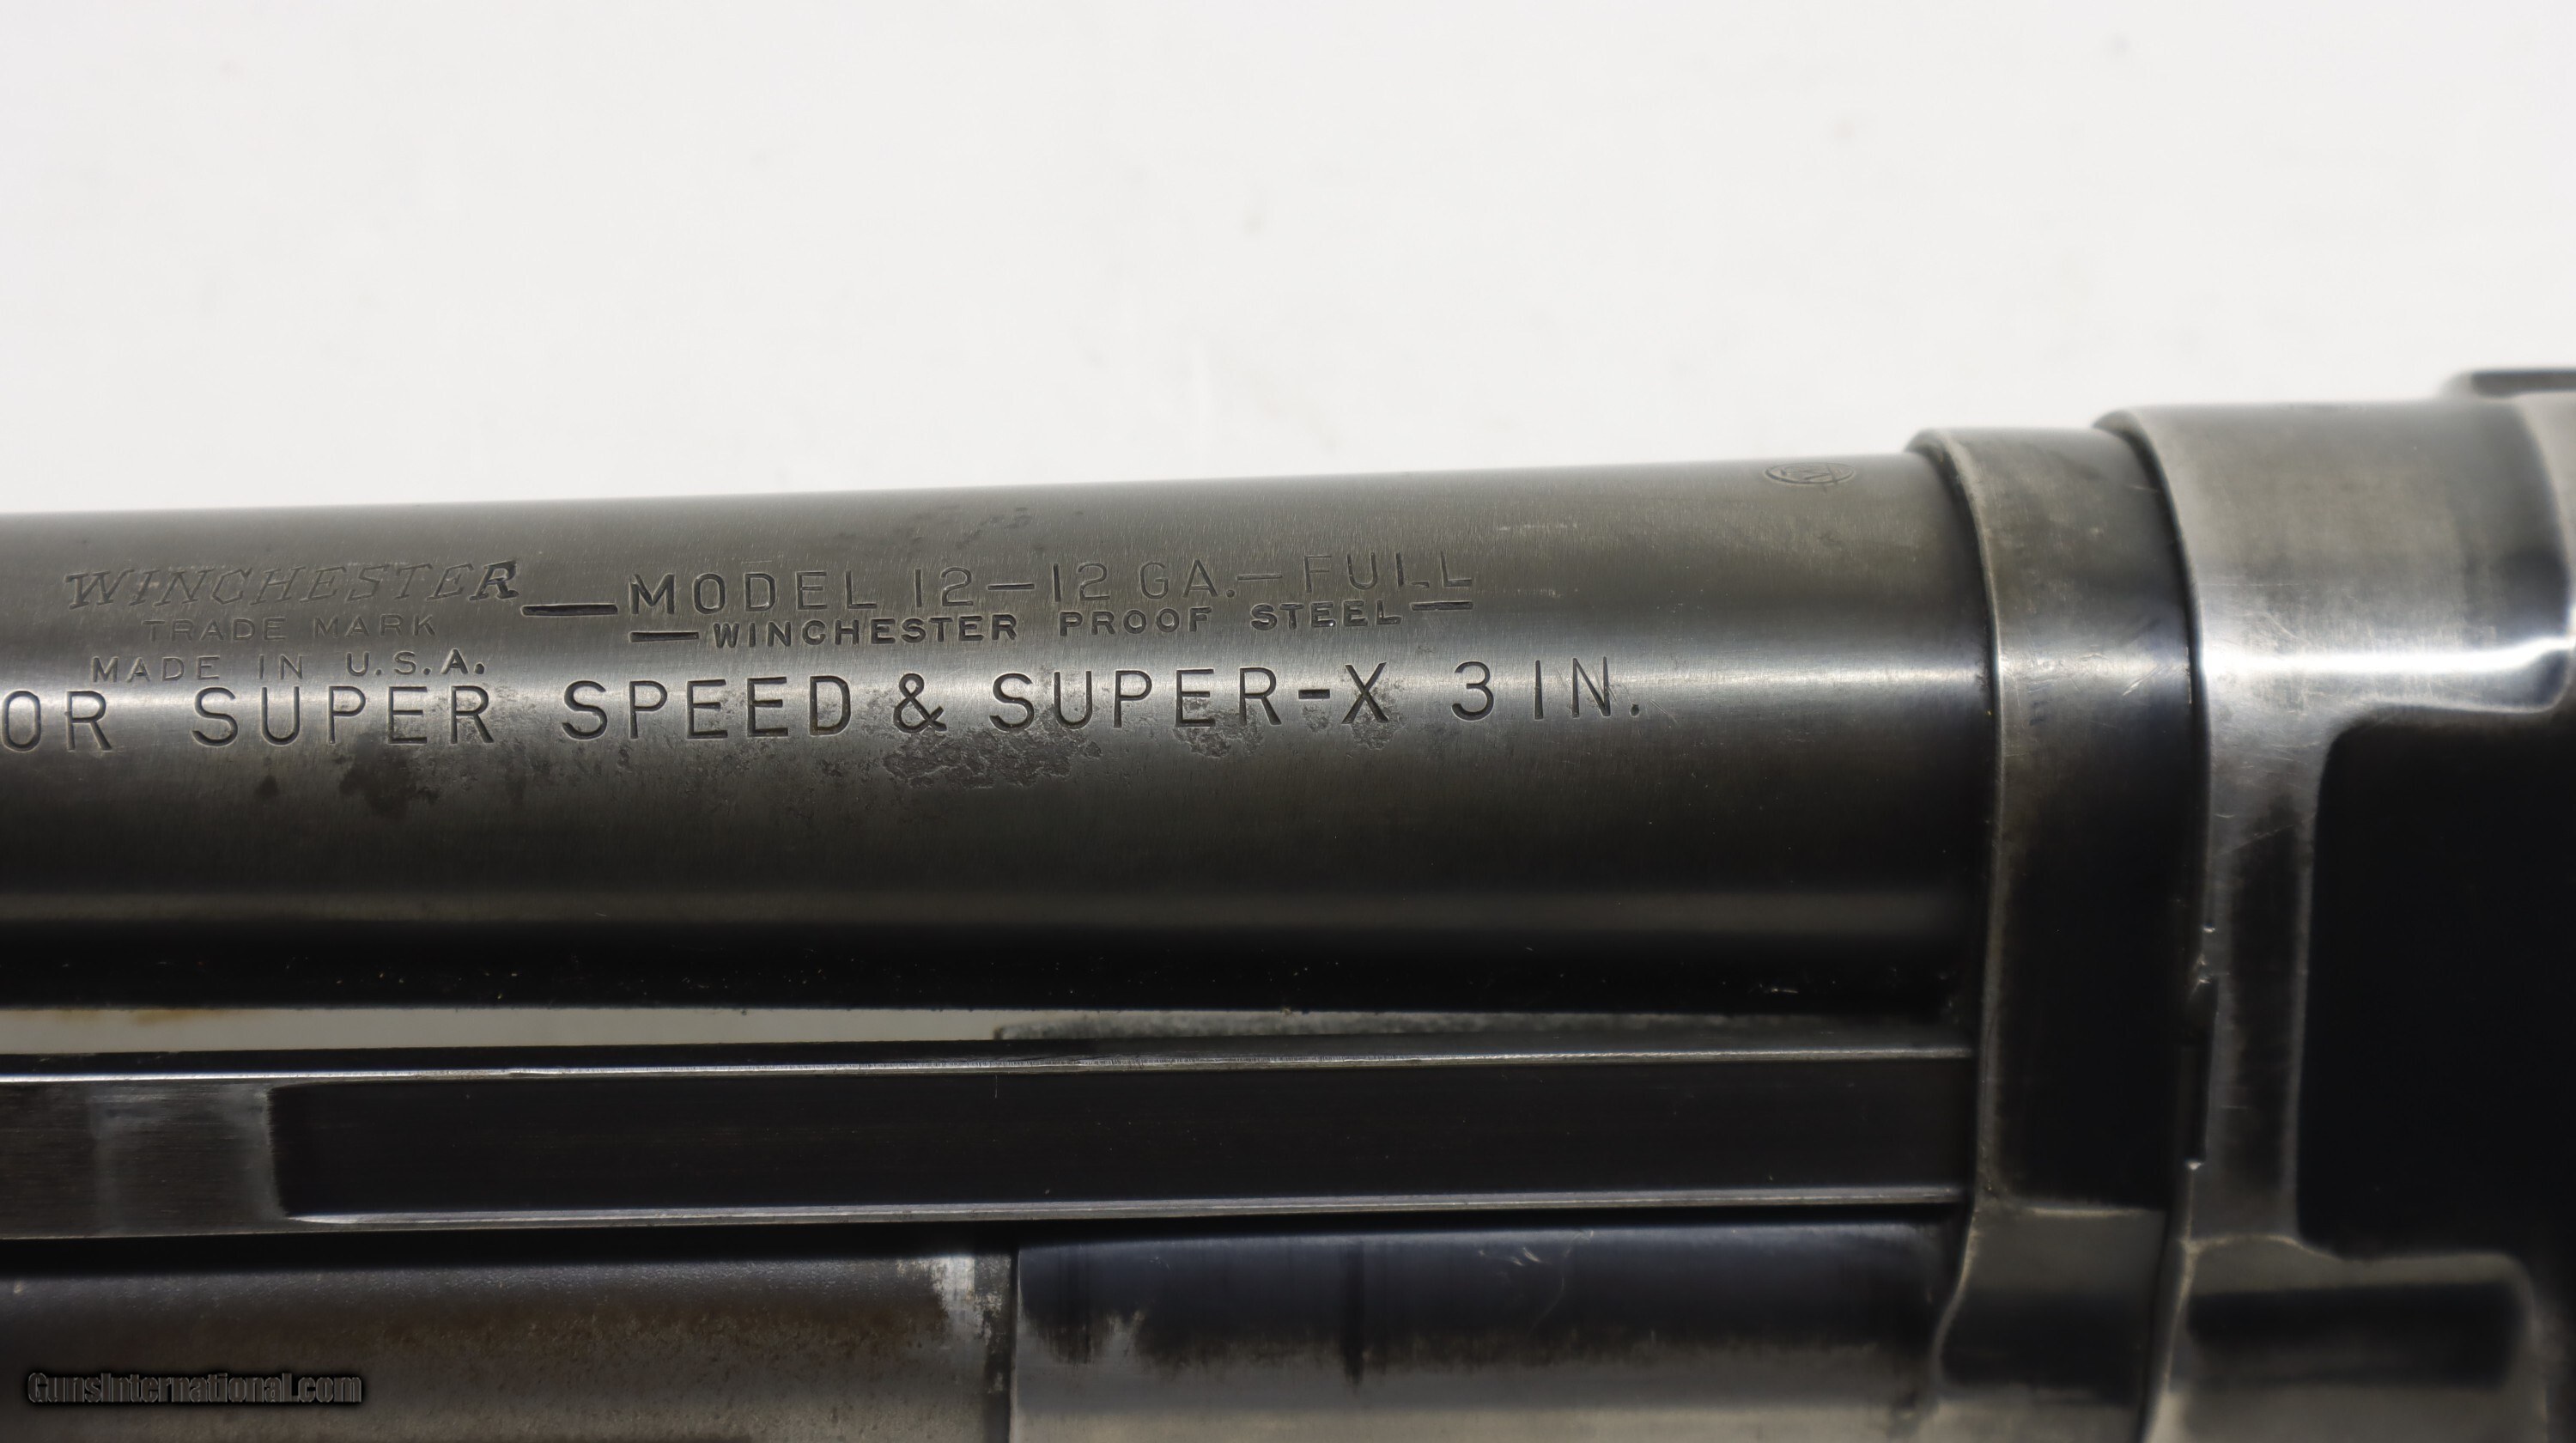 WINCHESTER
TRADE MARK
MADE IN U.S.A.
—MODEL 12—12 GA.—FULL
—WINCHESTER PROOF STEEL—
OR SUPER SPEED & SUPER-X 3 IN.
GunsInternational.com